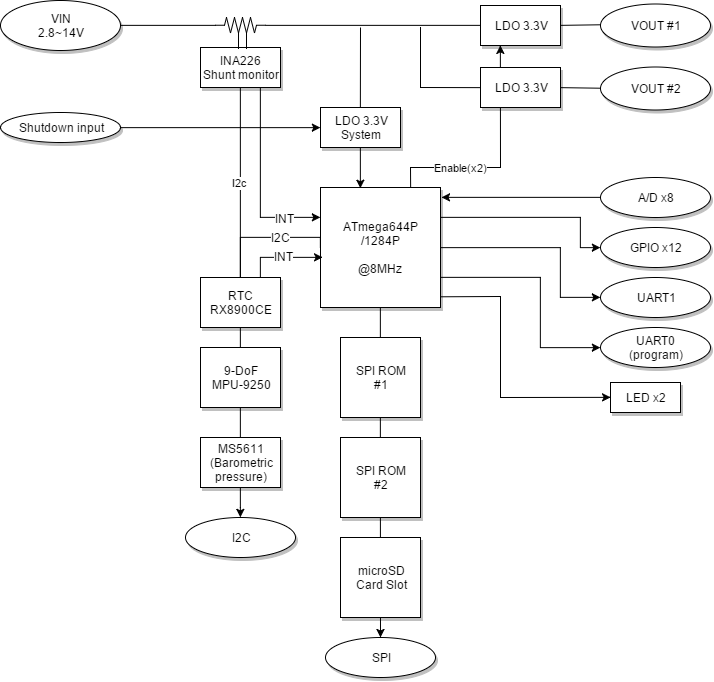 VIN
2.8~14V
LDO 3.3V
VOUT #1
INA226
Shunt monitor
LDO 3.3V
VOUT #2
Shutdown input
LDO 3.3V
System
Enable(x2)
I2c
A/D x8
INT
ATmega644P
/1284P
@8MHz
I2C
INT
GPIO x12
RTC
RX8900CE
UART1
UART0
(program)
9-DoF
MPU-9250
SPI ROM
#1
LED x2
MS5611
(Barometric
pressure)
SPI ROM
#2
I2C
microSD
Card Slot
SPI